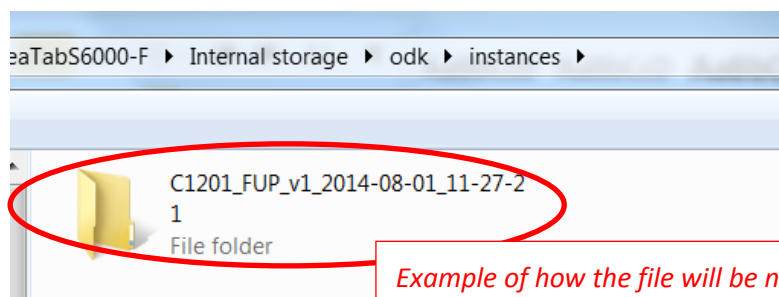 eaTabS6000-F ▸ Internal storage ▸ odk ▸ instances ▸
C1201_FUP_v1_2014-08-01_11-27-2
1
File folder
Example of how the file will be